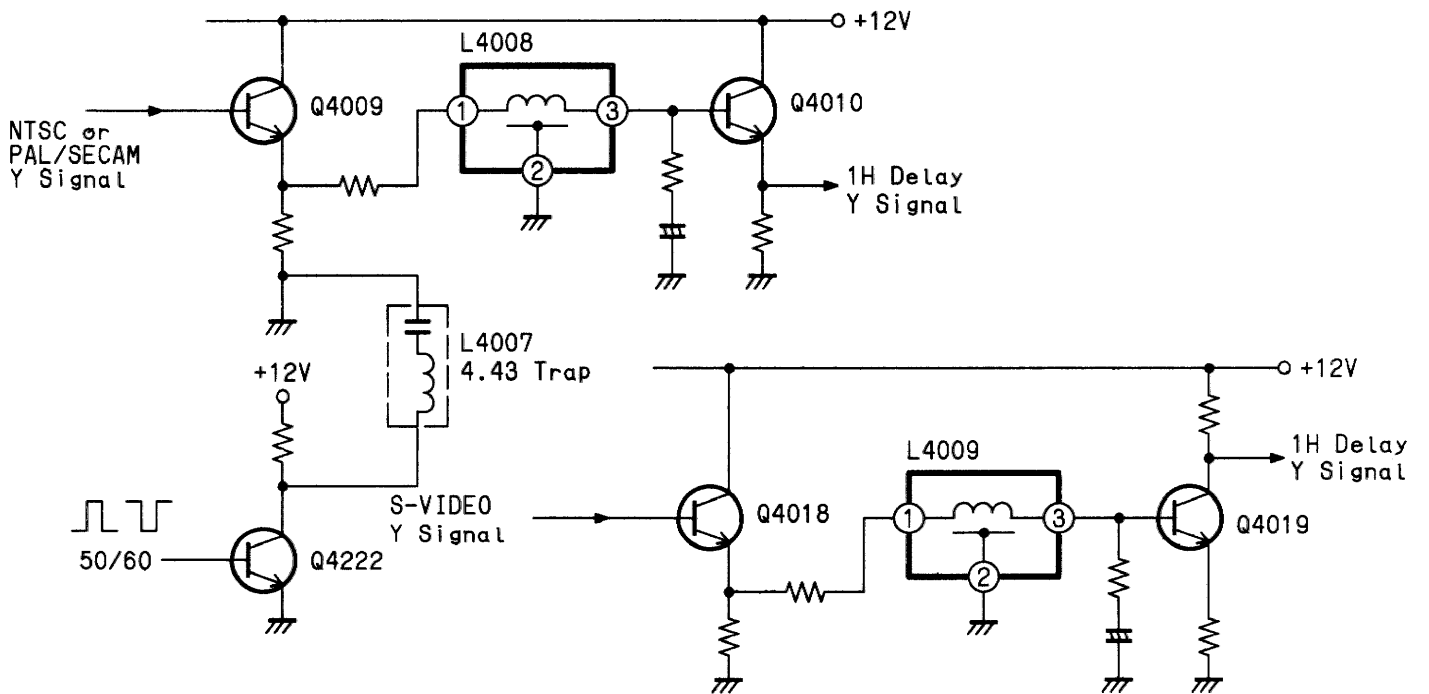 +12V
L4008
Q4009
1
3
Q4010
NTSC or
PAL/SECAM
Y Signal
2
1H Delay
Y Signal
L4007
4.43 Trap
+12V
+12V
1H Delay
Y Signal
L4009
S-VIDEO
Y Signal
Q4018
1
3
Q4019
50/60
Q4222
2